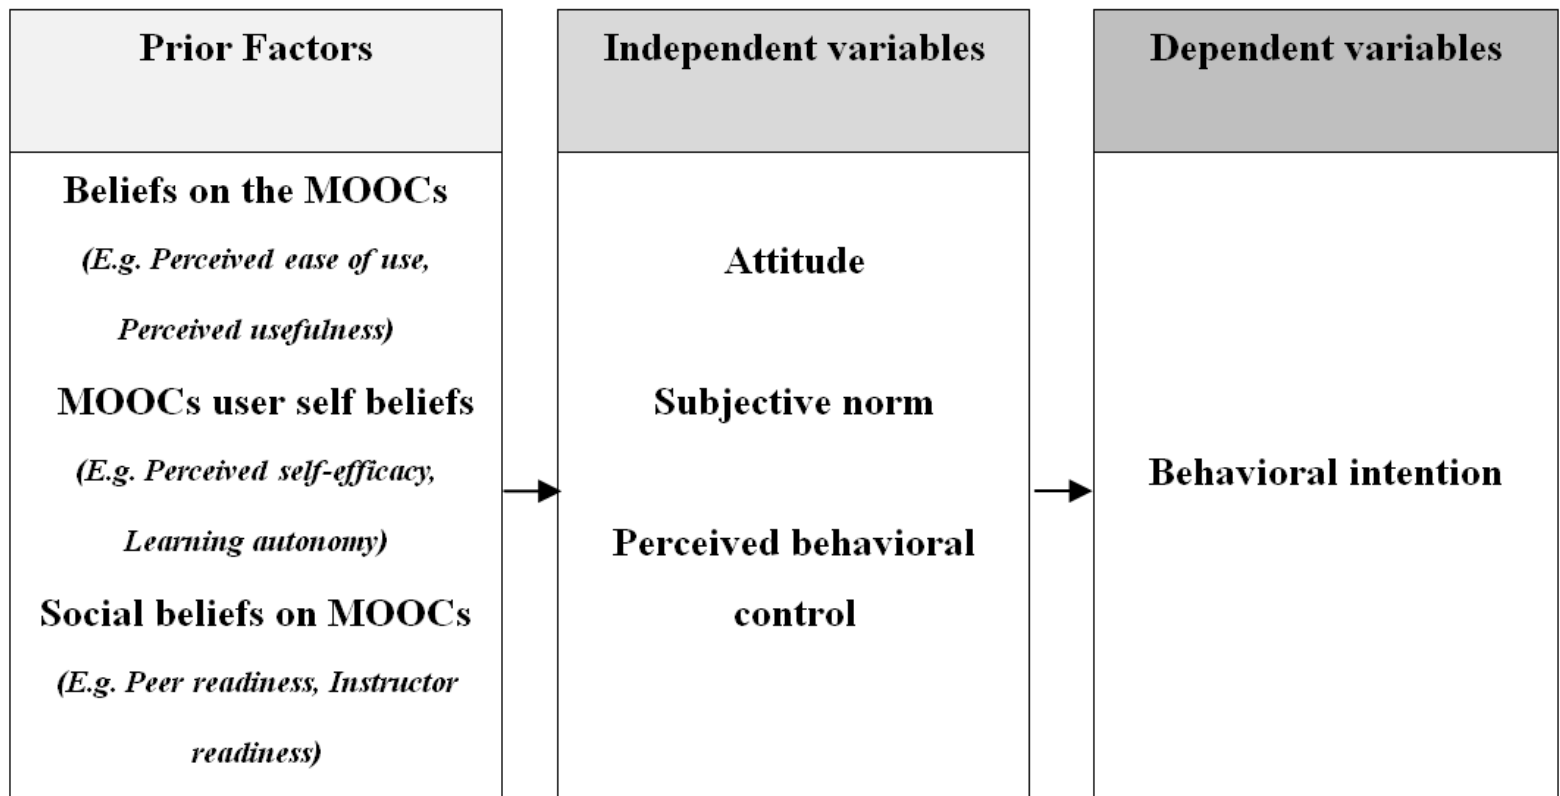 Prior Factors
Beliefs on the MOOCs
(E.g. Perceived ease of use,
Perceived usefulness)
MOOCs user self beliefs
(E.g. Perceived self-efficacy,
Learning autonomy)
Social beliefs on MOOCs
(E.g. Peer readiness, Instructor
readiness)
Independent variables
Attitude
Subjective norm
Perceived behavioral
control
Dependent variables
Behavioral intention